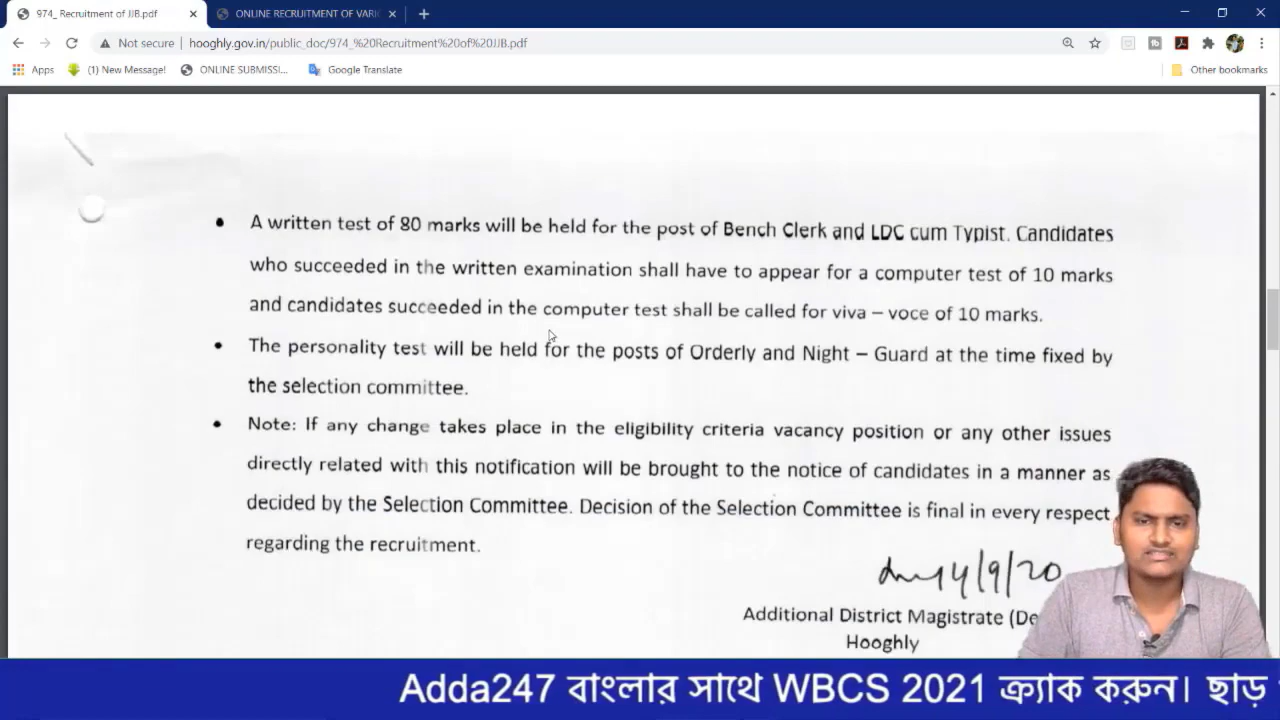 974_ Recruitment of JJB.pdf
ONLINE RECRUITMENT OF VARI
Not secure | hooghly.gov.in/public_doc/974_%20Recruitment%20of%20JJB.pdf
Apps
(1) New Message!
ONLINE SUBMISSI...
Google Translate
Other bookmarks
• A written test of 80 marks will be held for the post of Bench Clerk and LDC cum Typist. Candidates
who succeeded in the written examination shall have to appear for a computer test of 10 marks
and candidates succeeded in the computer test shall be called for viva – voce of 10 marks.
• The personality test will be held for the posts of Orderly and Night – Guard at the time fixed by
the selection committee.
• Note: If any change takes place in the eligibility criteria vacancy position or any other issues
directly related with this notification will be brought to the notice of candidates in a manner as
decided by the Selection Committee. Decision of the Selection Committee is final in every respect
regarding the recruitment.
14/9/20
Additional District Magistrate (De
Hooghly
Adda247 বাংলার সাথে WBCS 2021 ক্র্যাক করুন। ছাড়